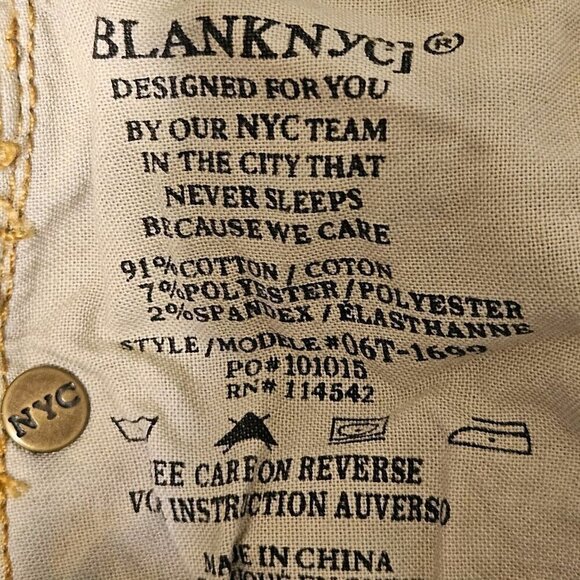 BLANKNYC] ®
DESIGNED FOR YOU
BY OUR NYC TEAM
IN THE CITY THAT
NEVER SLEEPS
BECAUSE WE CARE
91% COTTON / COTON
7% POLYESTER / POLYESTER
2% SPANDEX / ÉLASTHANNE
STYLE / MODELE # 06T-1699
PO# 101015
RN# 114542
NYC
EE CARE ON REVERSE
INSTRUCTION AUVERSO
MADE IN CHINA